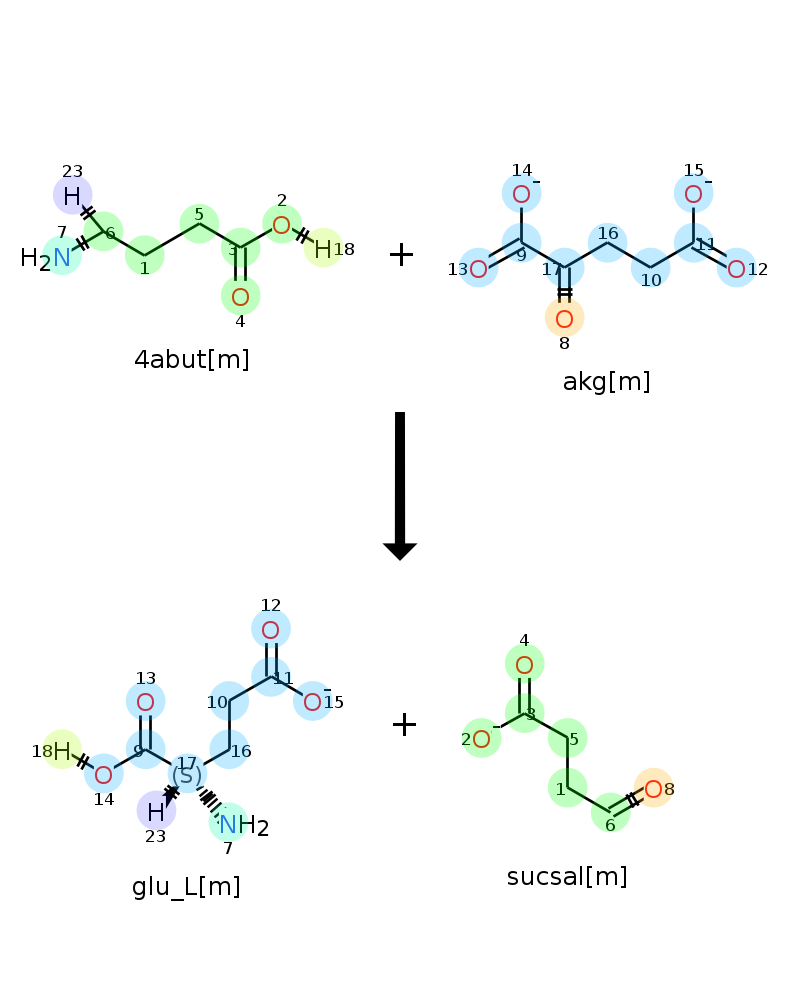 23
14 15
H O - O -
7 6 5 2
H2N O 16
1 3 H 18 13 O 9 17 11 O 12
+ 10
O O
4 8
4abut[m] akg[m]
12
O
13 4
O 10 11 O - 15 O
18 H 9 17 16 + 2 O - 3 5
O (S)
14 H 1 O 8
23 NH2 6
7
glu_L[m] sucsal[m]